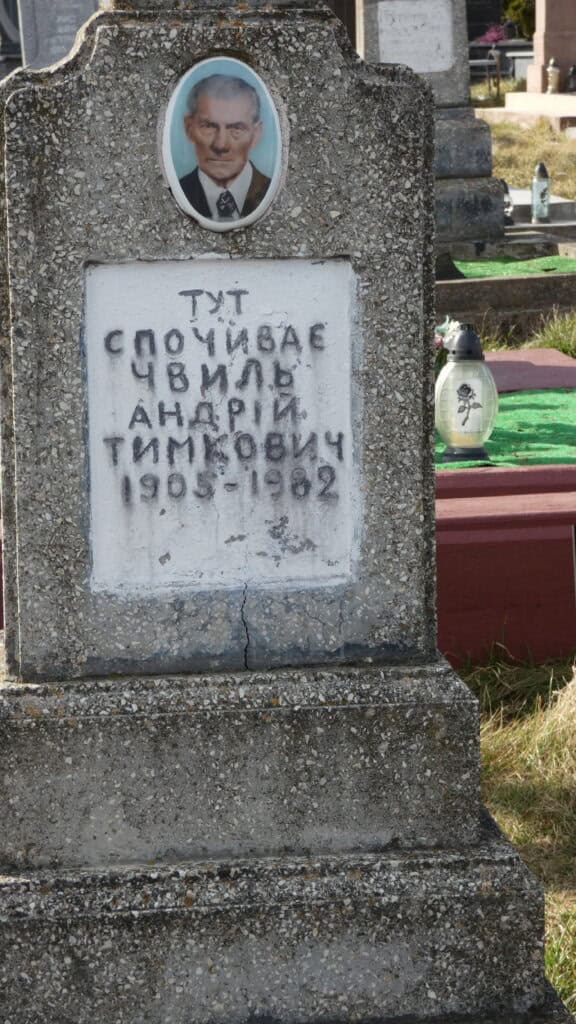 ТУТ
СПОЧИВАЄ
ЧВИЛЬ
АНДРІЙ
ТИМКОВИЧ
1905-1982